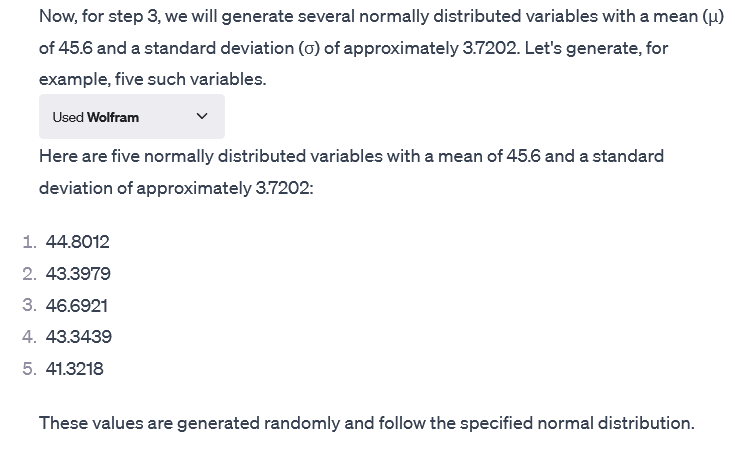 Now, for step 3, we will generate several normally distributed variables with a mean (μ)
of 45.6 and a standard deviation (σ) of approximately 3.7202. Let's generate, for
example, five such variables.
Used Wolfram
Here are five normally distributed variables with a mean of 45.6 and a standard
deviation of approximately 3.7202:
1. 44.8012
2. 43.3979
3. 46.6921
4. 43.3439
5. 41.3218
These values are generated randomly and follow the specified normal distribution.